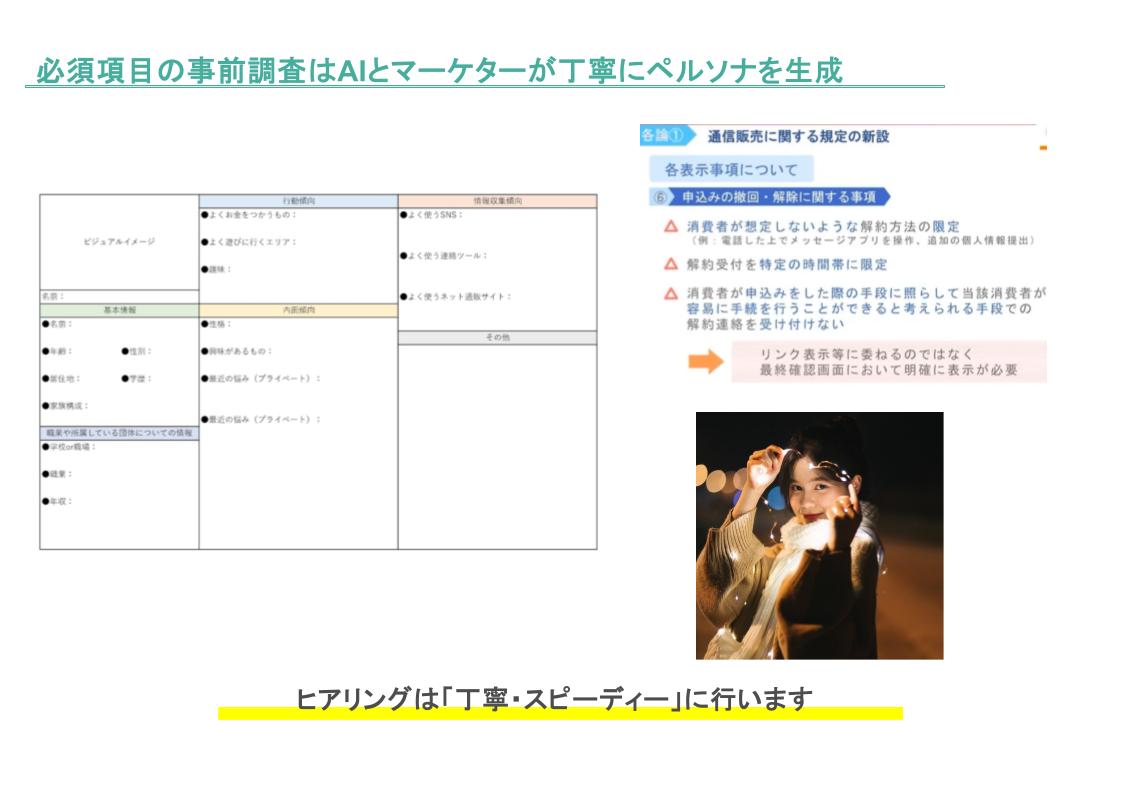 必須項目の事前調査はAIとマーケターが丁寧にペルソナを生成
ビジュアルイメージ
名前：
基本情報
●名前：
●年齢： ●性別：
●居住地： ●学歴：
●家族構成：
職業や所属している団体についての情報
●学校or職場：
●職業：
●年収：
行動傾向
●よくお金をつかうもの：
●よく遊びに行くエリア：
●趣味：
内面傾向
●性格：
●興味があるもの：
●最近の悩み（プライベート）：
●最近の悩み（プライベート）：
情報収集傾向
●よく使うSNS：
●よく使う連絡ツール：
●よく使うネット通販サイト：
その他
各論① 通信販売に関する規定の新設
各表示事項について
⑥ 申込みの撤回・解除に関する事項
△ 消費者が想定しないような解約方法の限定
（例：電話した上でメッセージアプリを操作、追加の個人情報提出）
△ 解約受付を特定の時間帯に限定
△ 消費者が申込みをした際の手段に照らして当該消費者が
容易に手続を行うことができると考えられる手段での
解約連絡を受け付けない
リンク表示等に委ねるのではなく
最終確認画面において明確に表示が必要
ヒアリングは「丁寧・スピーディー」に行います